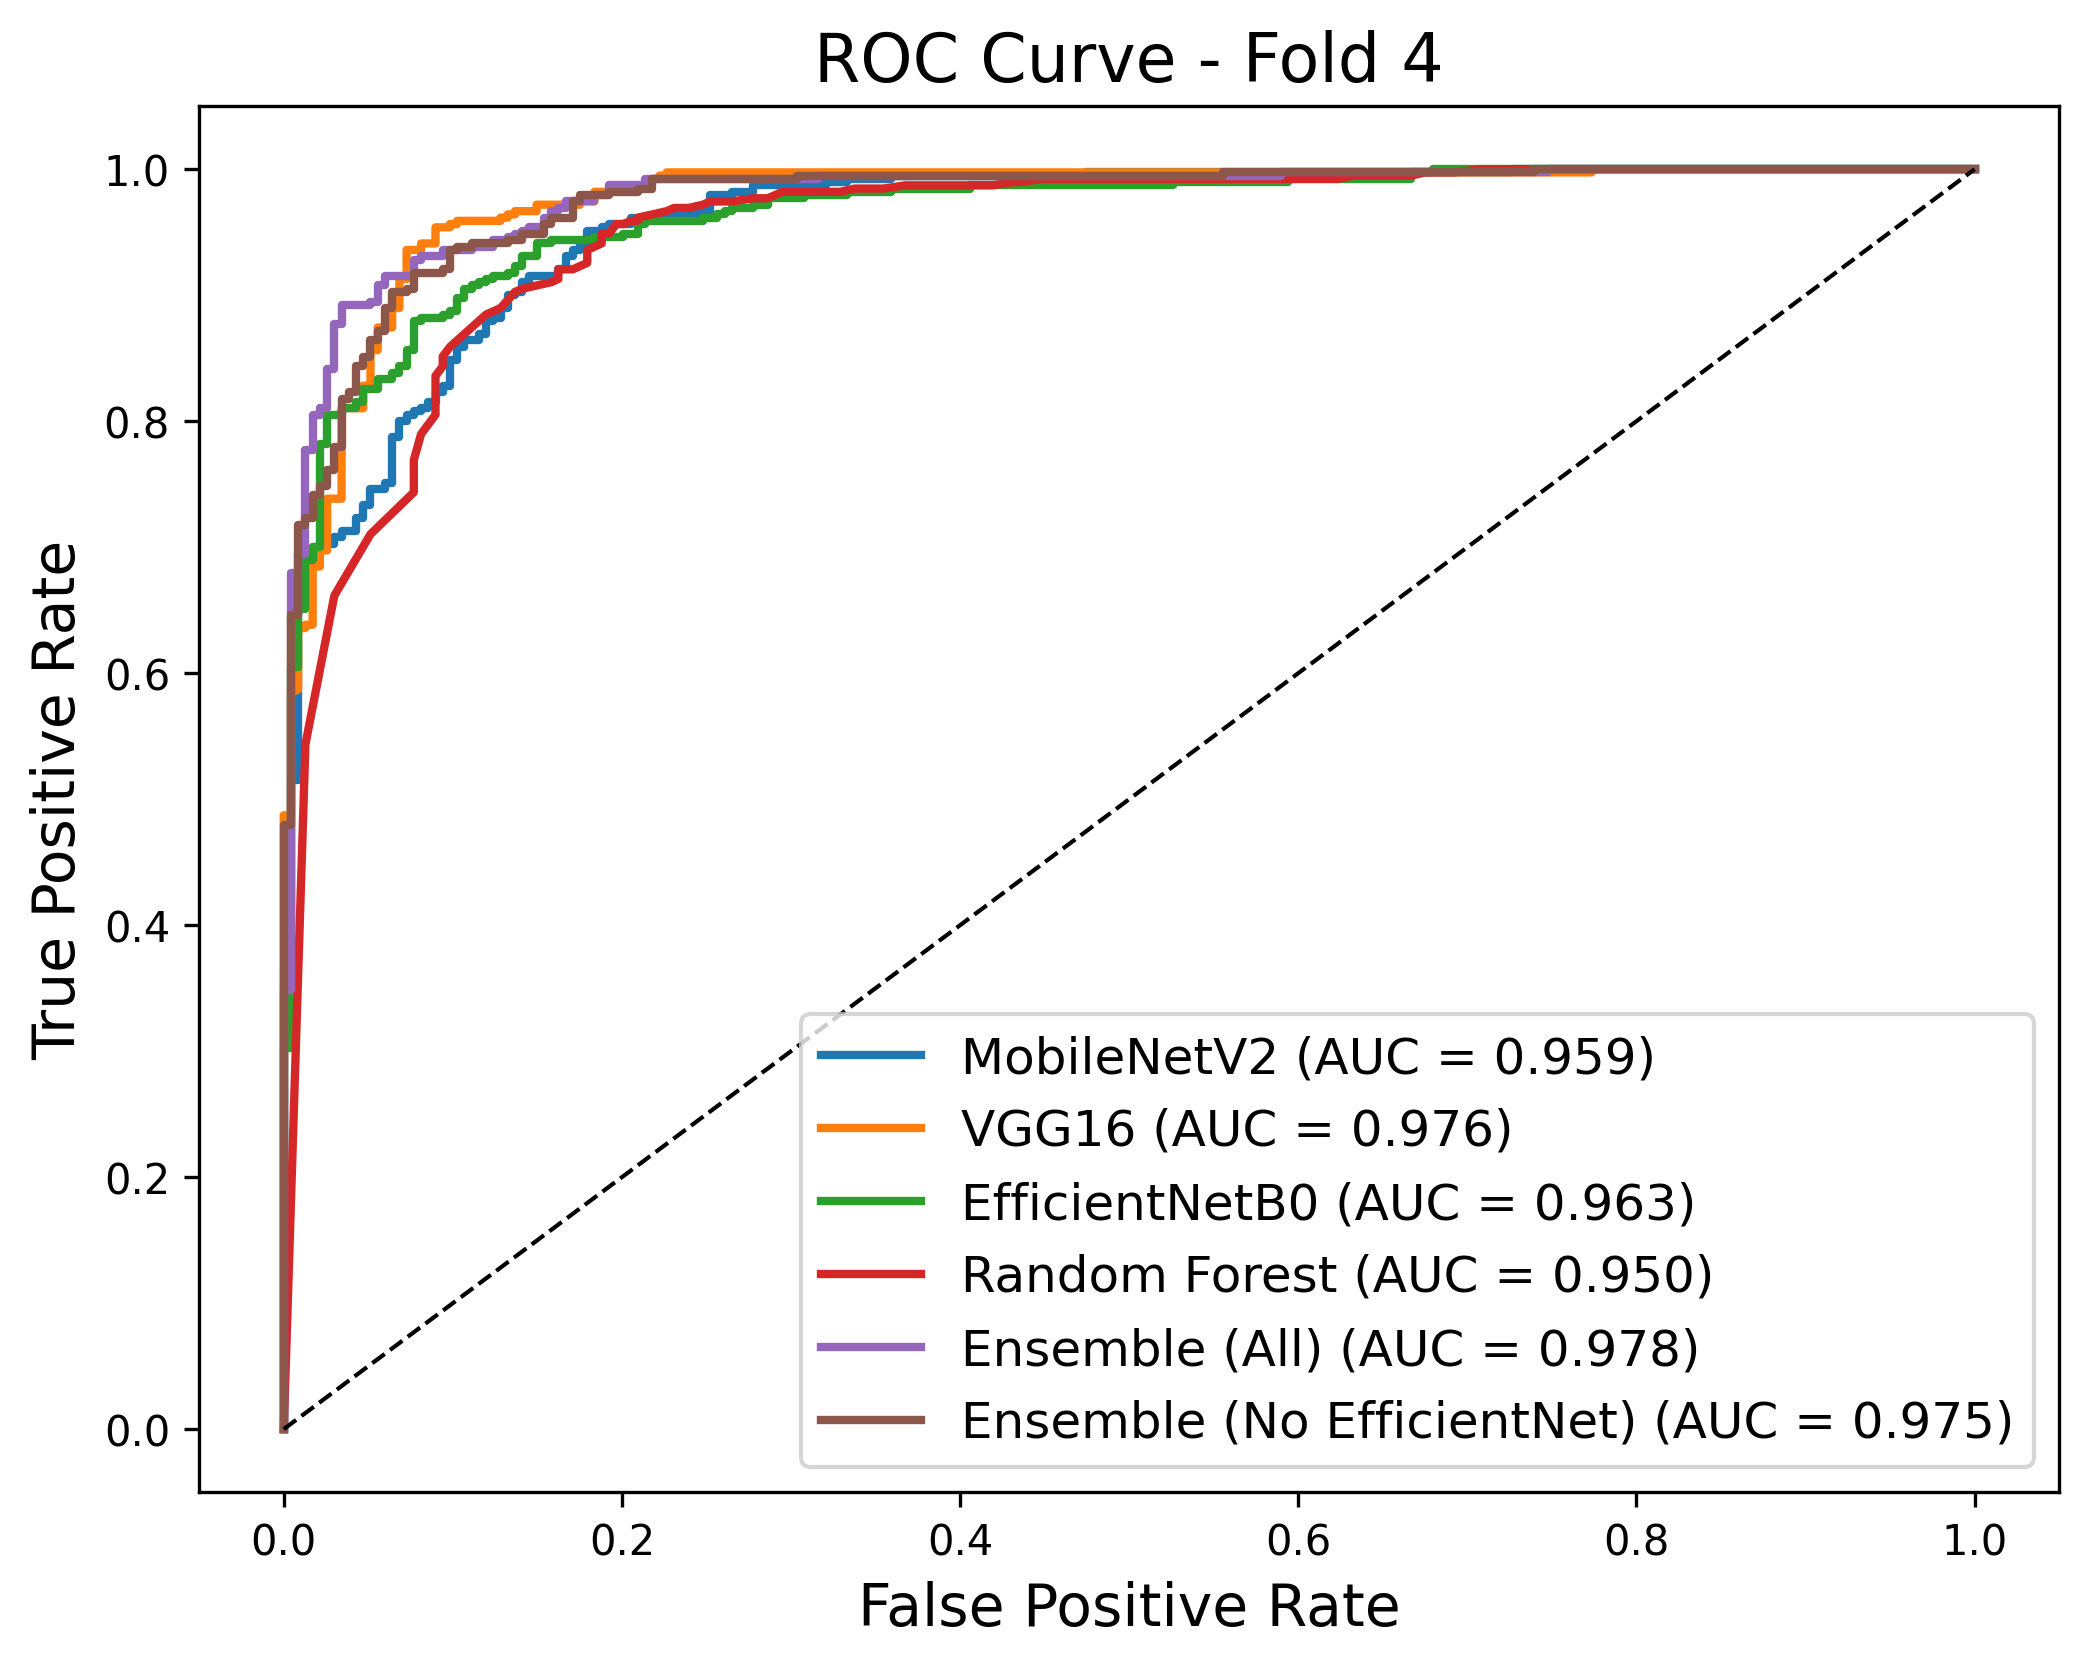 ROC Curve - Fold 4
True Positive Rate
1.0
0.8
0.6
0.4
0.2
0.0
MobileNetV2 (AUC = 0.959)
VGG16 (AUC = 0.976)
EfficientNetB0 (AUC = 0.963)
Random Forest (AUC = 0.950)
Ensemble (All) (AUC = 0.978)
Ensemble (No EfficientNet) (AUC = 0.975)
0.0 0.2 0.4 0.6 0.8 1.0
False Positive Rate